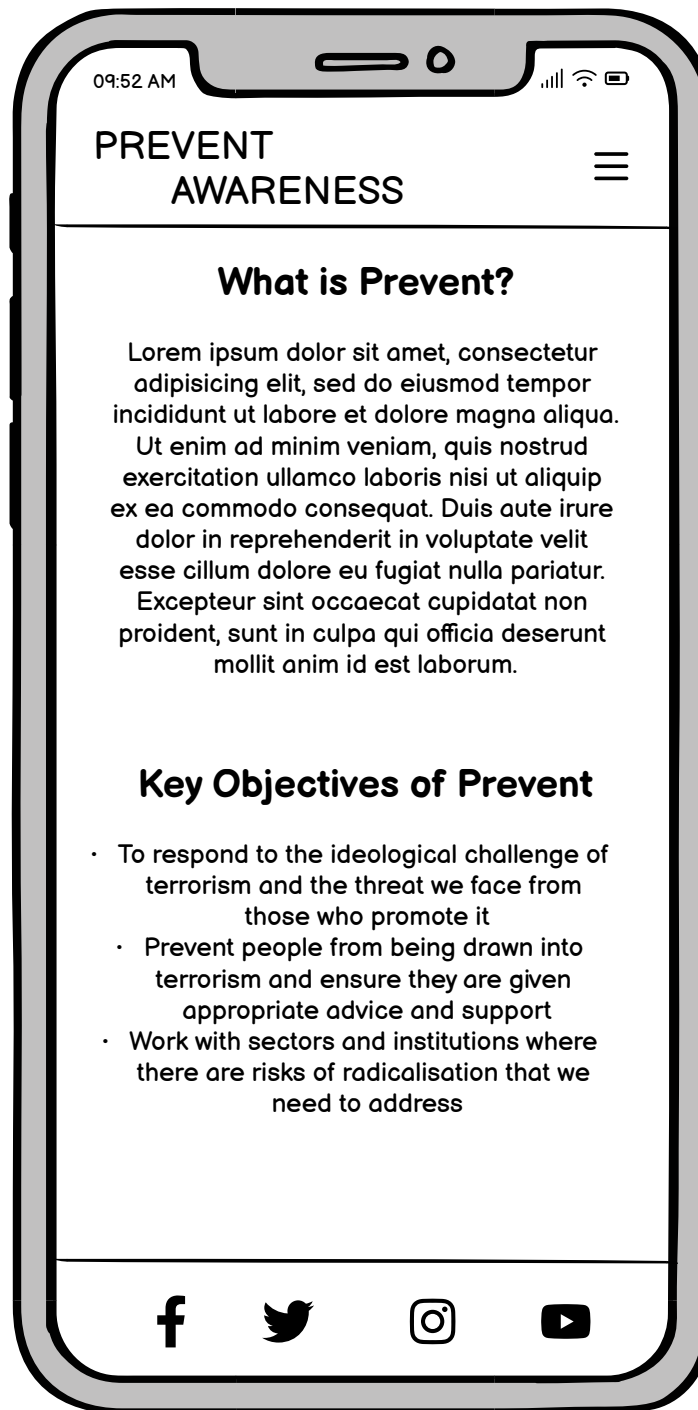 09:52 AM
PREVENT
AWARENESS
What is Prevent?
Lorem ipsum dolor sit amet, consectetur
adipisicing elit, sed do eiusmod tempor
incididunt ut labore et dolore magna aliqua.
Ut enim ad minim veniam, quis nostrud
exercitation ullamco laboris nisi ut aliquip
ex ea commodo consequat. Duis aute irure
dolor in reprehenderit in voluptate velit
esse cillum dolore eu fugiat nulla pariatur.
Excepteur sint occaecat cupidatat non
proident, sunt in culpa qui officia deserunt
mollit anim id est laborum.
Key Objectives of Prevent
· To respond to the ideological challenge of
terrorism and the threat we face from
those who promote it
· Prevent people from being drawn into
terrorism and ensure they are given
appropriate advice and support
· Work with sectors and institutions where
there are risks of radicalisation that we
need to address